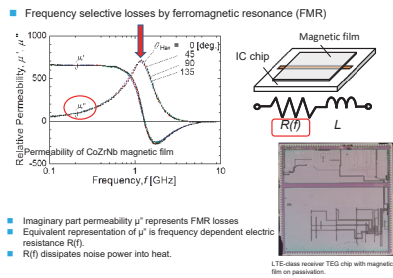 Frequency selective losses by ferromagnetic resonance (FMR)
Relative Permeability, μ', μ"
1000
500
0
-500
μ'
μ"
θHan
0 [deg.]
45
90
135
Permeability of CoZrNb magnetic film
0.1
1
10
Frequency, f [GHz]
Magnetic film
IC chip
R(f)
L
Imaginary part permeability μ" represents FMR losses
Equivalent representation of μ" is frequency dependent electric
resistance R(f).
R(f) dissipates noise power into heat.
LTE-class receiver TEG chip with magnetic
film on passivation.